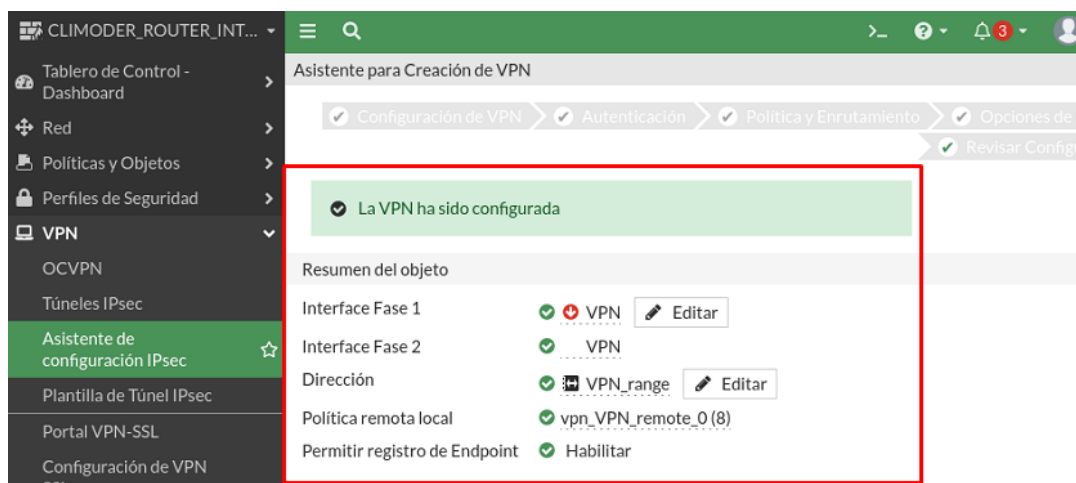 CLIMODER_ROUTER_INT...
>_
3
Tablero de Control -
Dashboard
Red
Políticas y Objetos
Perfiles de Seguridad
VPN
OCVPN
Túneles IPsec
Asistente de
configuración IPsec
Plantilla de Túnel IPsec
Portal VPN-SSL
Configuración de VPN
Asistente para Creación de VPN
Configuración de VPN
Autenticación
Política y Enrutamiento
Opciones de
Revisar
La VPN ha sido configurada
Resumen del objeto
Interface Fase 1 VPN Editar
Interface Fase 2 VPN
Dirección VPN_range Editar
Política remota local vpn_VPN_remote_0 (8)
Permitir registro de Endpoint Habilitar